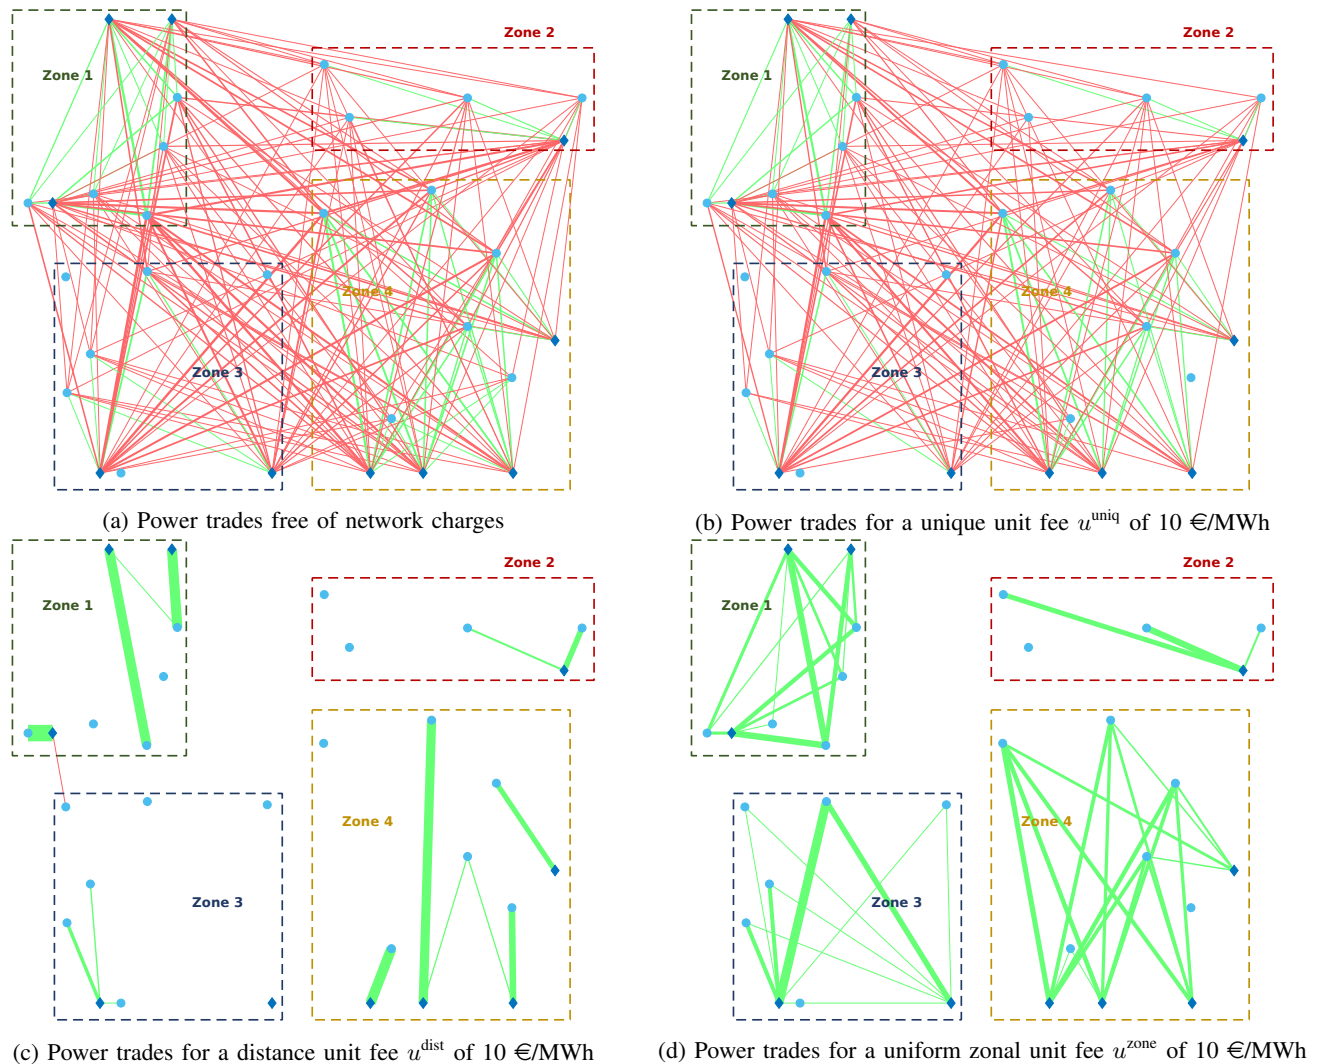 Zone 1
Zone 2
Zone 3
Zone 4
(a) Power trades free of network charges
Zone 1
Zone 2
Zone 3
Zone 4
(b) Power trades for a unique unit fee u^uniq of 10 €/MWh
Zone 1
Zone 2
Zone 3
Zone 4
(c) Power trades for a distance unit fee u^dist of 10 €/MWh
Zone 1
Zone 2
Zone 3
Zone 4
(d) Power trades for a uniform zonal unit fee u^zone of 10 €/MWh